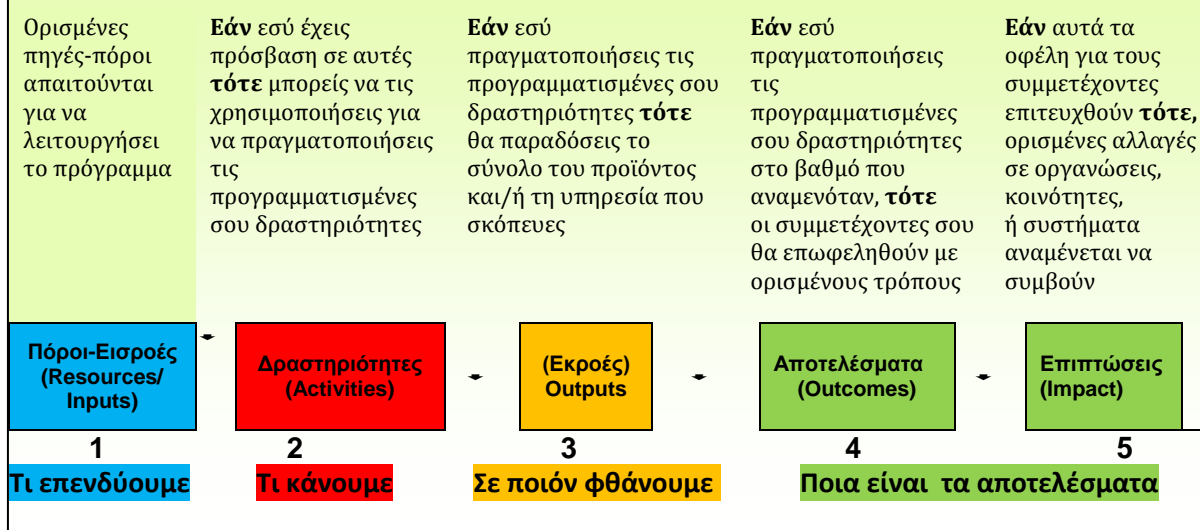 Ορισμένες
πηγές-πόροι
απαιτούνται
για να
λειτουργήσει
το πρόγραμμα
Εάν εσύ έχεις
πρόσβαση σε αυτές
τότε μπορείς να τις
χρησιμοποιήσεις για
να πραγματοποιήσεις
τις
προγραμματισμένες
σου δραστηριότητες
Εάν εσύ
πραγματοποιήσεις τις
προγραμματισμένες σου
δραστηριότητες τότε
θα παραδόσεις το
σύνολο του προϊόντος
και/ή τη υπηρεσία που
σκόπευες
Εάν εσύ
πραγματοποιήσεις
τις
προγραμματισμένες
σου δραστηριότητες
στο βαθμό που
αναμενόταν, τότε
οι συμμετέχοντες σου
θα επωφεληθούν με
ορισμένους τρόπους
Εάν αυτά τα
οφέλη για τους
συμμετέχοντες
επιτευχθούν τότε,
ορισμένες αλλαγές
σε οργανώσεις,
κοινότητες,
ή συστήματα
αναμένεται να
συμβούν
Πόροι-Εισροές
(Resources/
Inputs)
Δραστηριότητες
(Activities)
(Εκροές)
Outputs
Αποτελέσματα
(Outcomes)
Επιπτώσεις
(Impact)
1
2
3
4
5
Τι επενδύουμε
Τι κάνουμε
Σε ποιόν φθάνουμε
Ποια είναι τα αποτελέσματα